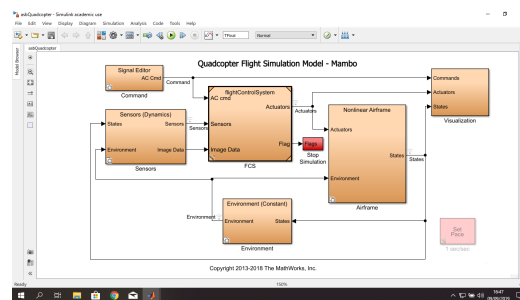 asbQuadcopter - Simulink academic use
File Edit View Display Diagram Simulation Analysis Code Tools Help
TFinal
Normal
asbQuadcopter
Model Browser
Quadcopter Flight Simulation Model - Mambo
Signal Editor
AC Cmd
Command
Command
flightControlSystem
AC cmd
Actuators
Actuators
Sensors
Image Data
Flag
FCS
Flags
Stop
Simulation
Commands
Actuators
States
Visualization
Sensors (Dynamics)
States
Sensors
Sensors
Environment
Image Data
Sensors
Nonlinear Airframe
Actuators
States
States
Environment
Airframe
Environment (Constant)
Environment
Environment
States
Environment
Set
Pace
1 sec/sec
Copyright 2013-2018 The MathWorks, Inc.
Ready
150%
16:47